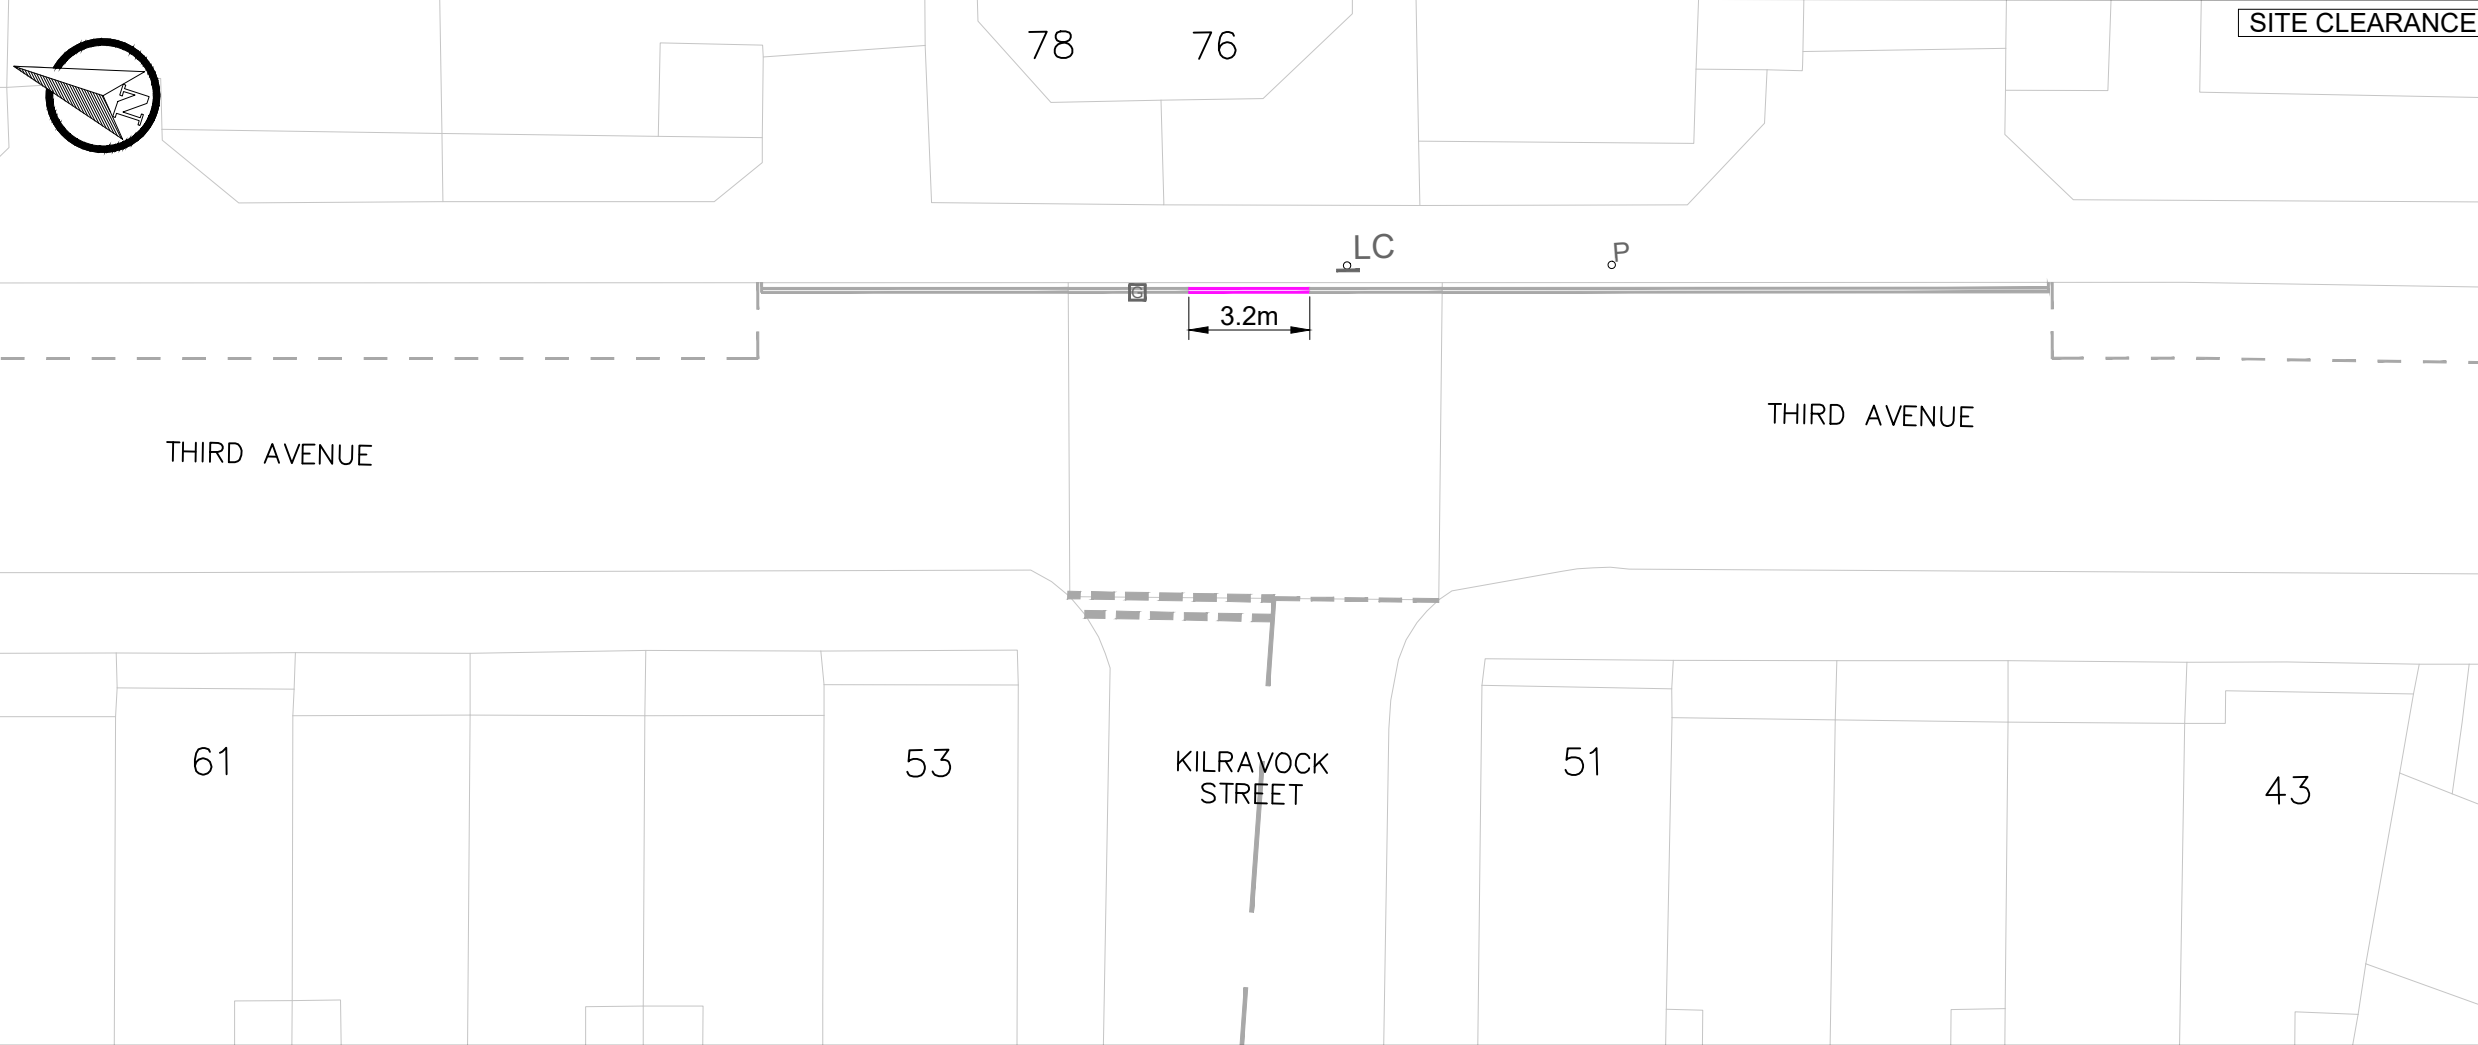 SITE CLEARANCE
78
76
N
LC
P
G
3.2m
THIRD AVENUE
THIRD AVENUE
61
53
KILRAVOCK
STREET
51
43